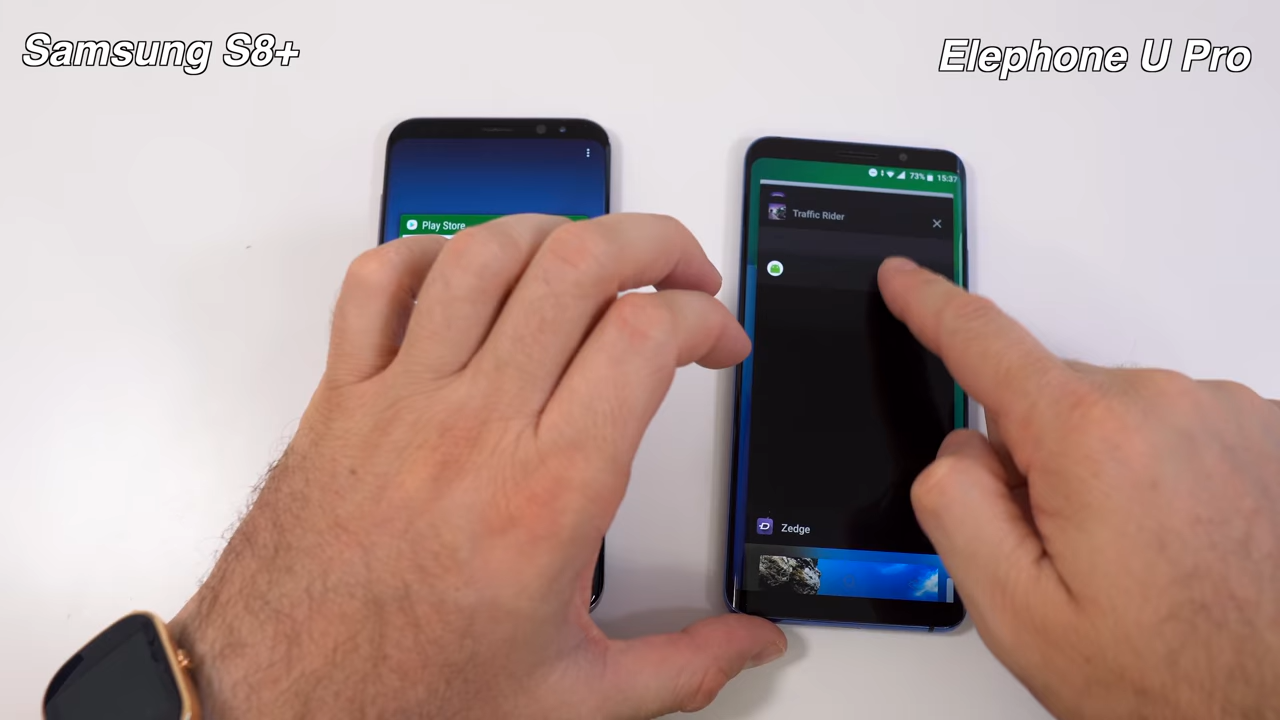 Samsung S8+
Elephone U Pro
Play Store
73% 15:37
Traffic Rider
Zedge